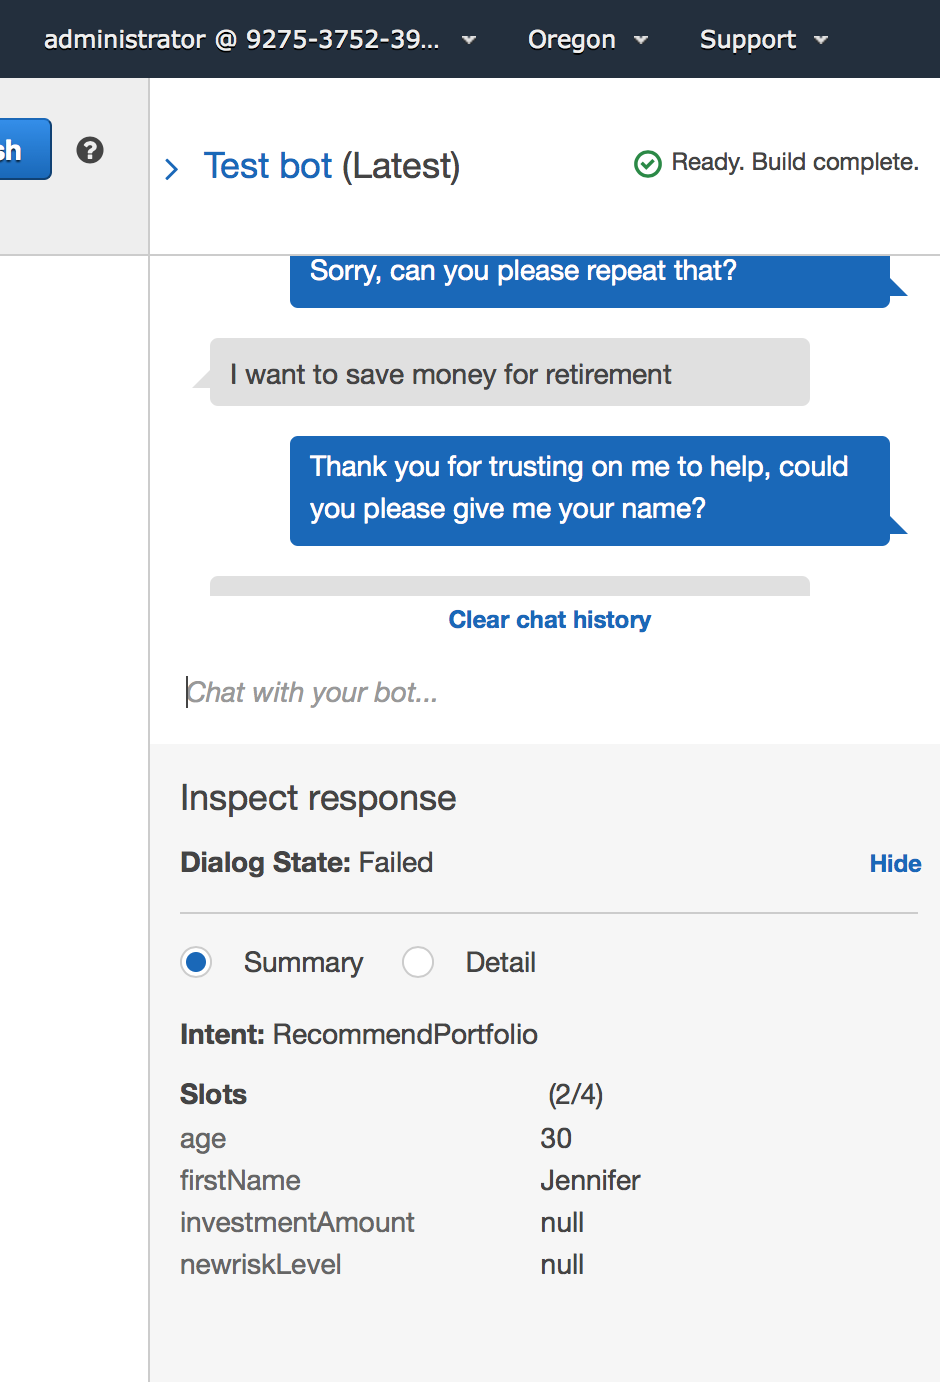 administrator @ 9275-3752-39... Oregon Support
sh ?
Test bot (Latest) Ready. Build complete.
Sorry, can you please repeat that?
I want to save money for retirement
Thank you for trusting on me to help, could
you please give me your name?
Clear chat history
Chat with your bot...
Inspect response
Dialog State: Failed Hide
Summary Detail
Intent: RecommendPortfolio
Slots (2/4)
age 30
firstName Jennifer
investmentAmount null
newriskLevel null